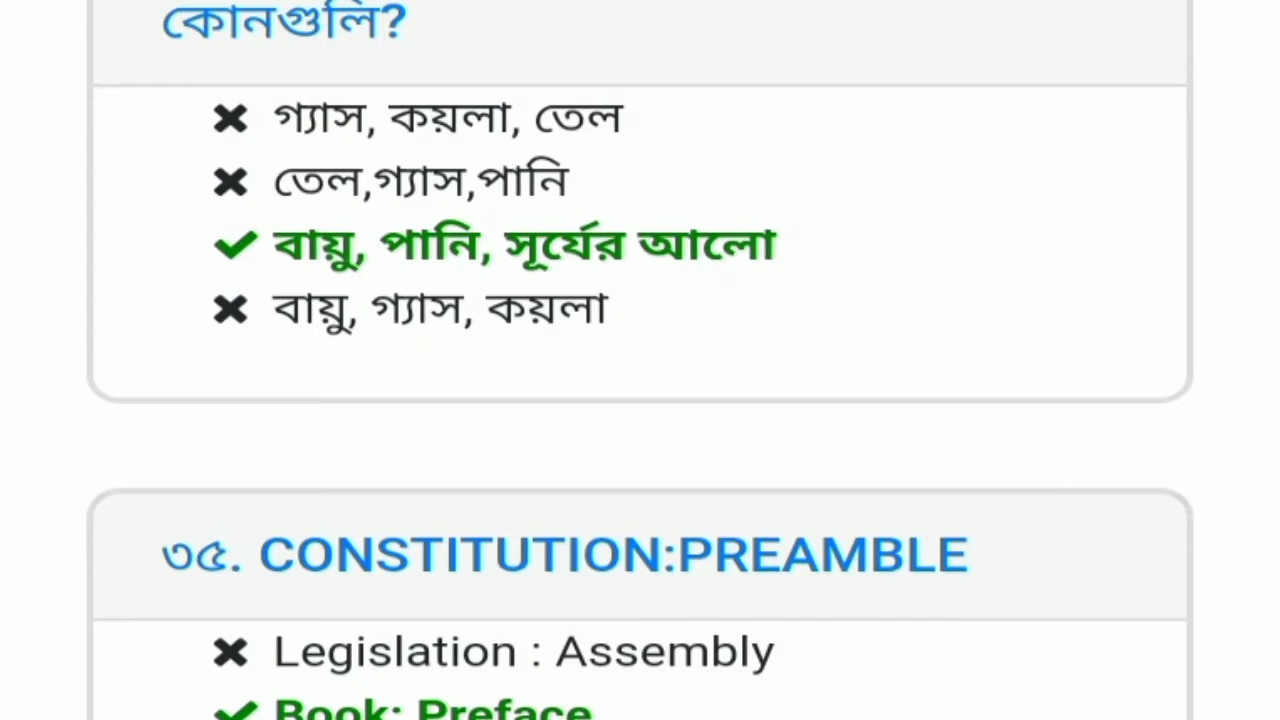 কোনগুলি?
গ্যাস, কয়লা, তেল
তেল,গ্যাস,পানি
বায়ু, পানি, সূর্যের আলো
বায়ু, গ্যাস, কয়লা
৩৫. CONSTITUTION:PREAMBLE
Legislation : Assembly
Book: Preface